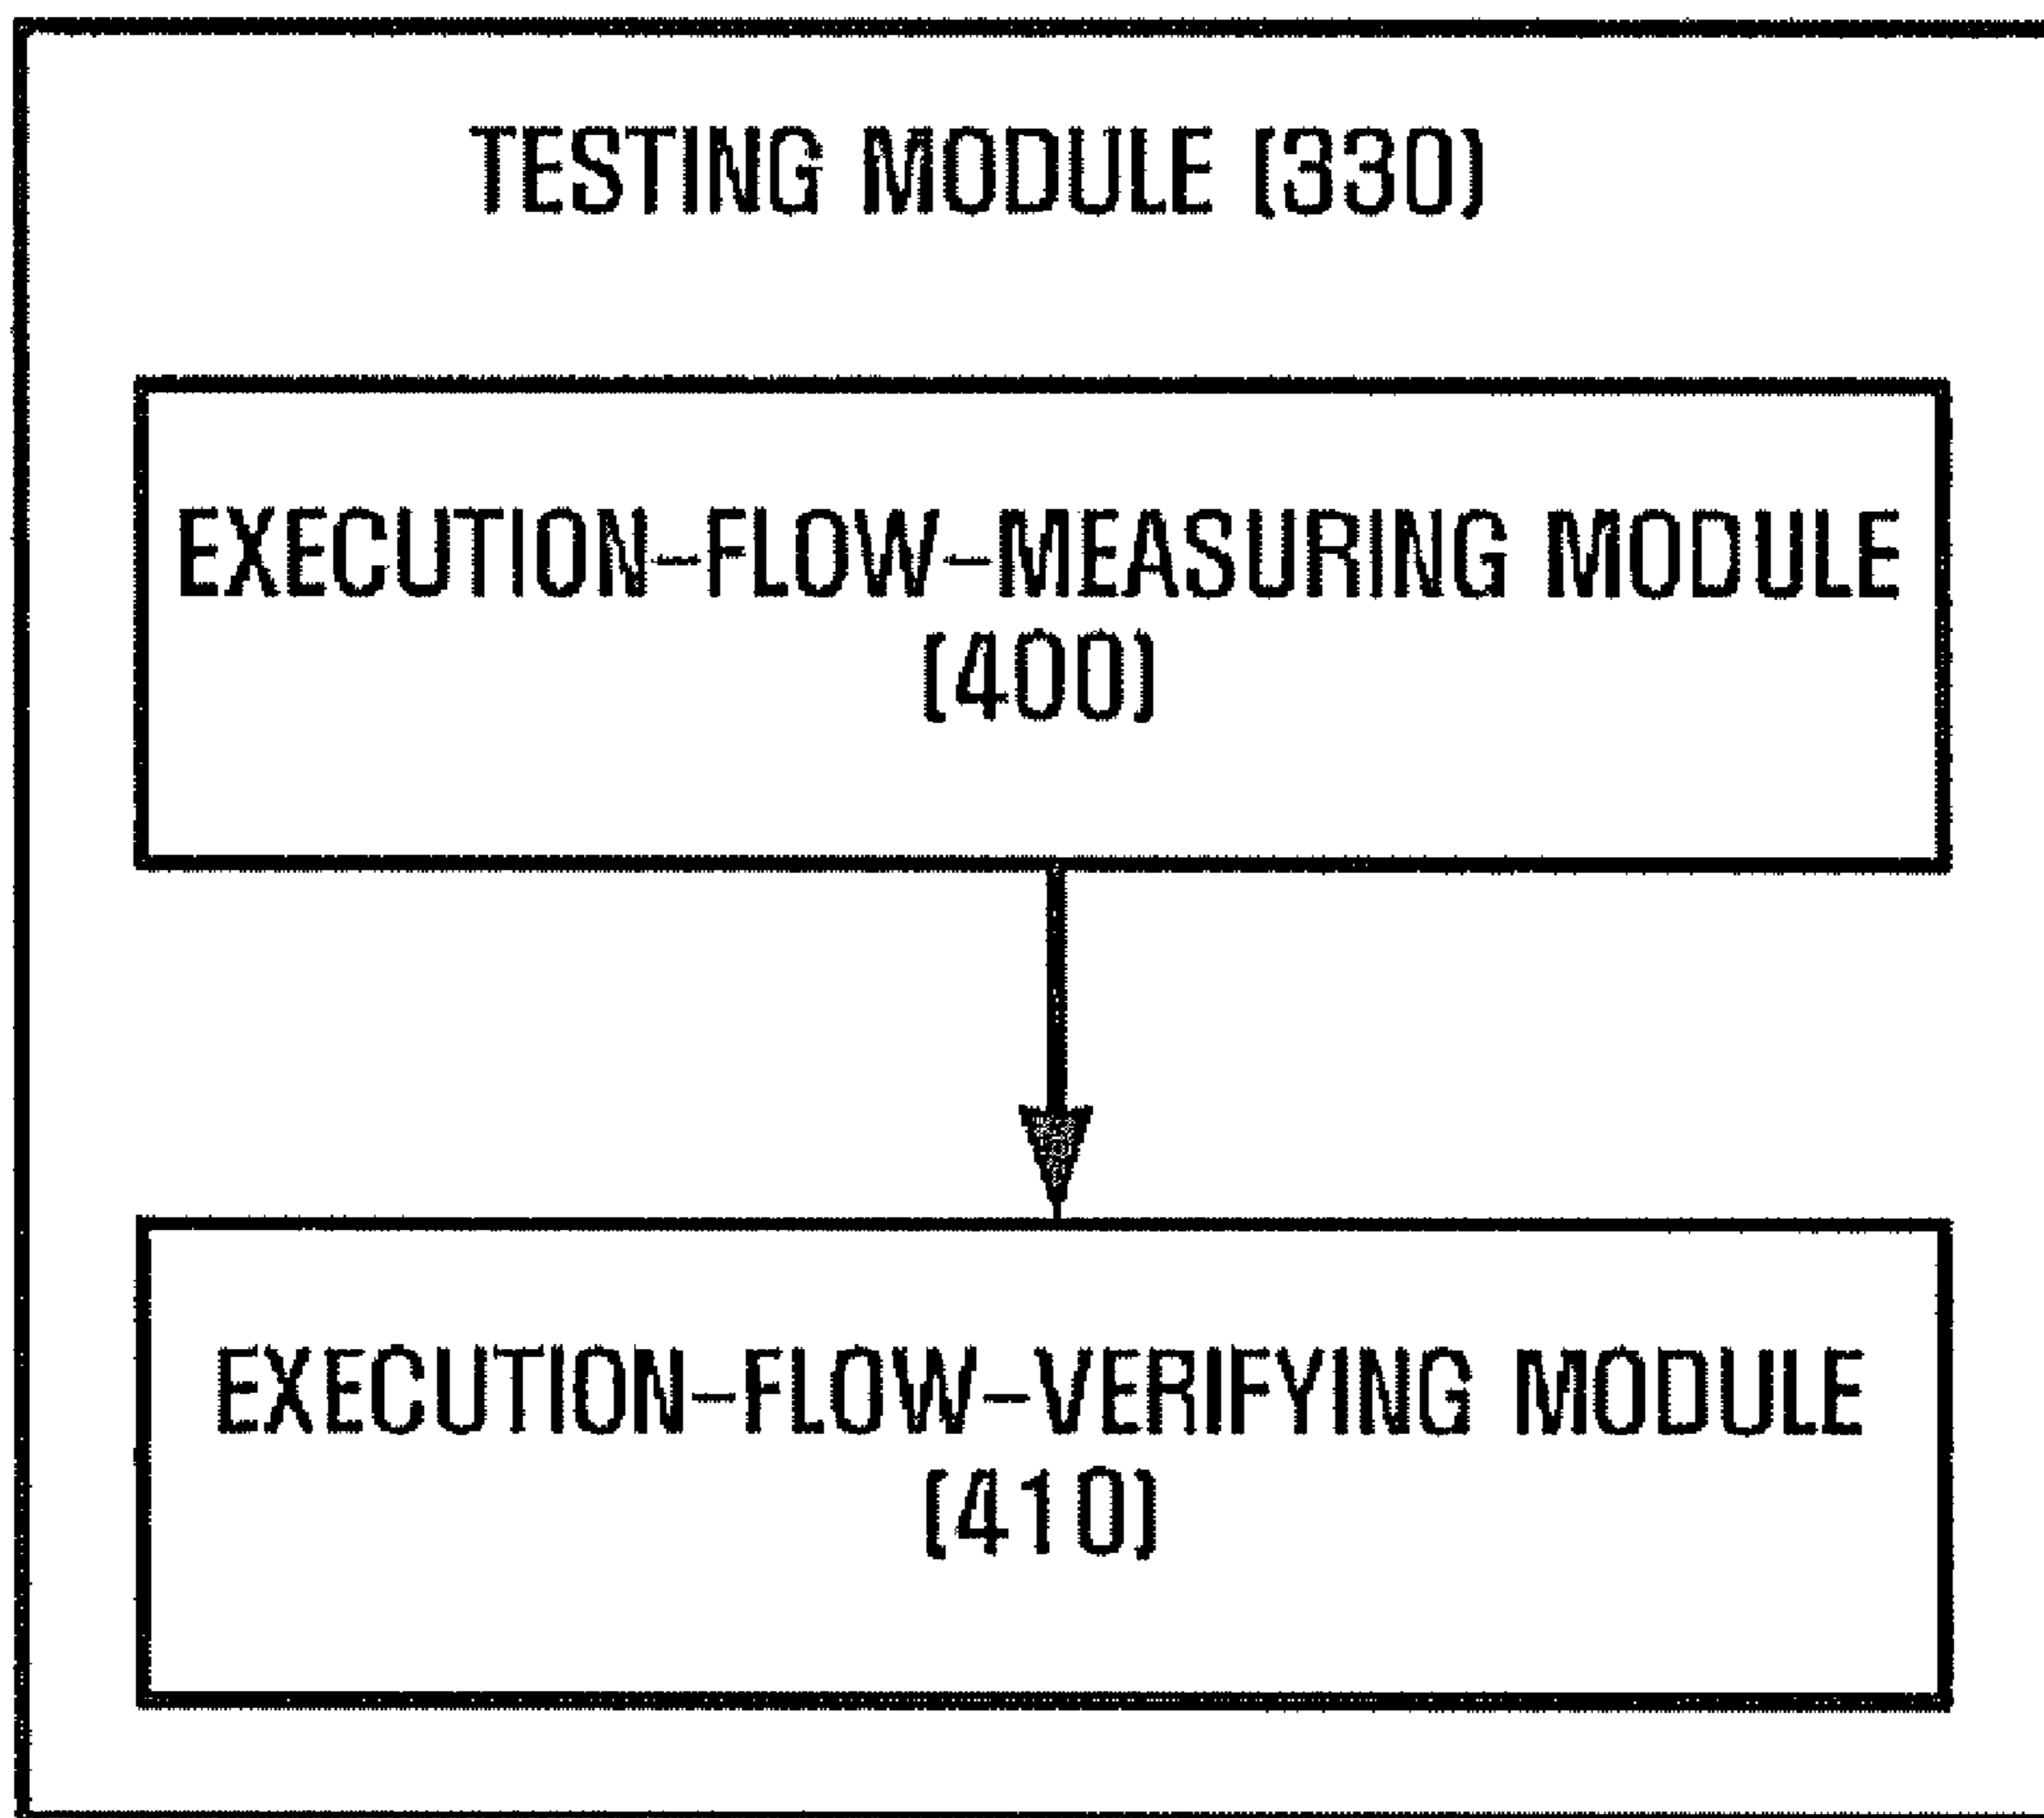 TESTING MODULE (330)
EXECUTION-FLOW-MEASURING MODULE
(400)
EXECUTION-FLOW-VERIFYING MODULE
(410)